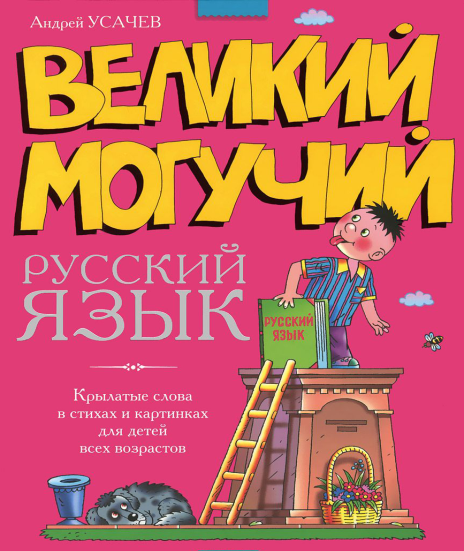 Андрей УСАЧЕВ
ВЕЛИКИЙ
МОГУЧИЙ
РУССКИЙ
ЯЗЫК
РУССКИЙ
ЯЗЫК
Крылатые слова
в стихах и картинках
для детей
всех возрастов